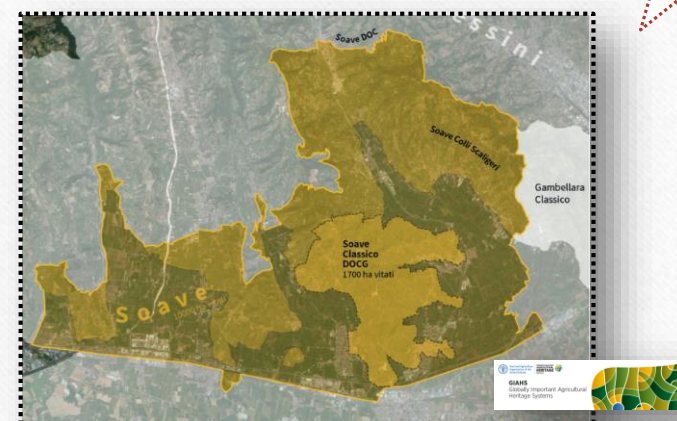 Soave DOC
essini
Soave Colli Scaligeri
Gambellara
Classico
Soave
Classico
DOCG
1700 ha vitati
Soave
HERITAGE
GIAHS
Globally Important Agricultural
Heritage Systems